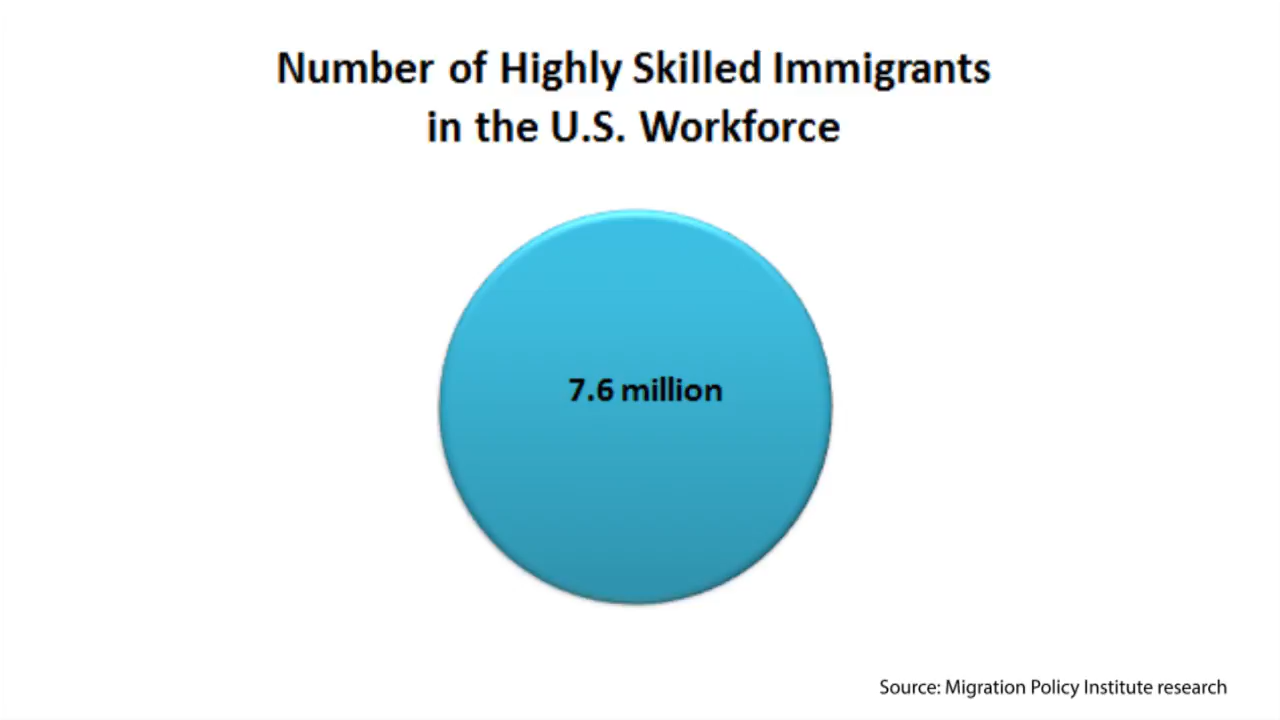 Number of Highly Skilled Immigrants
in the U.S. Workforce
7.6 million
Source: Migration Policy Institute research